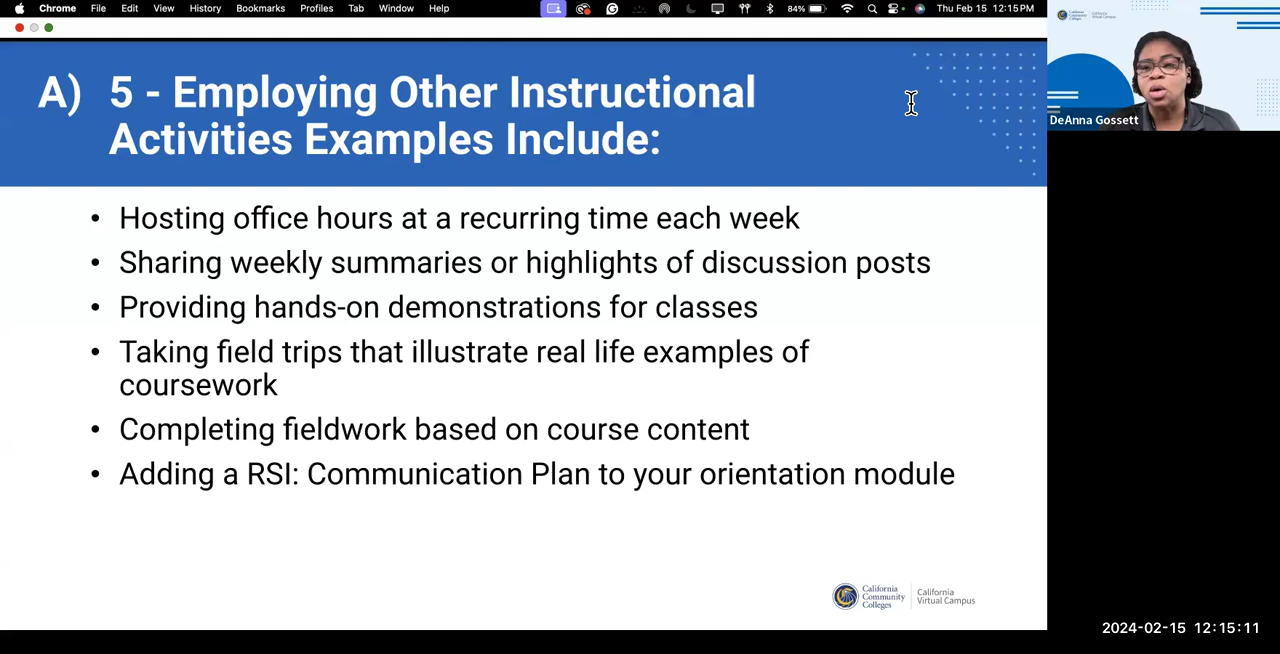 Chrome File Edit View History Bookmarks Profiles Tab Window Help 84% Thu Feb 15 12:15 PM
A) 5 - Employing Other Instructional
Activities Examples Include:
• Hosting office hours at a recurring time each week
• Sharing weekly summaries or highlights of discussion posts
• Providing hands-on demonstrations for classes
• Taking field trips that illustrate real life examples of
coursework
• Completing fieldwork based on course content
• Adding a RSI: Communication Plan to your orientation module
California
Community
Colleges
California
Virtual Campus
DeAnna Gossett
2024-02-15 12:15:11